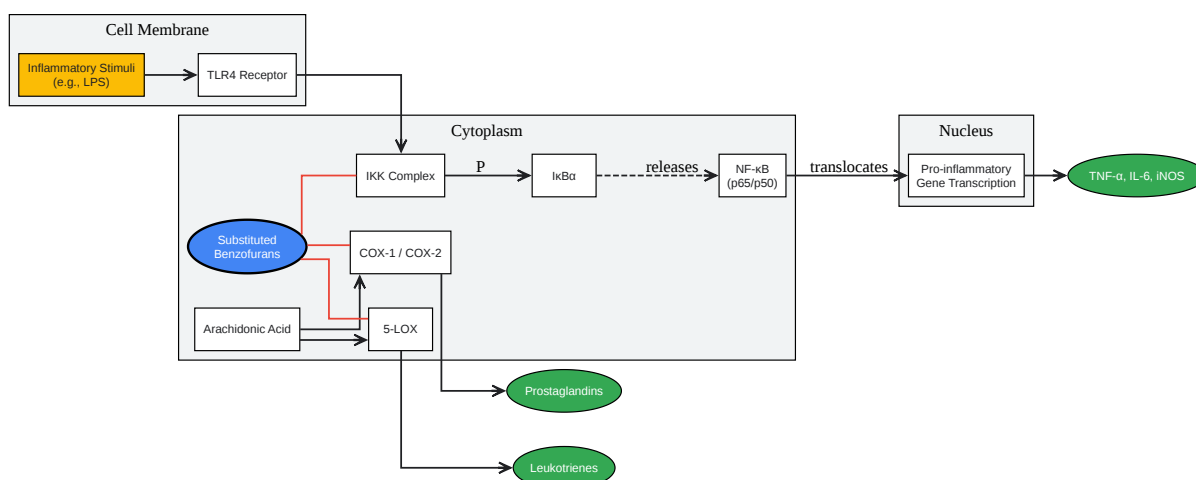 Cell Membrane
Inflammatory Stimuli
(e.g., LPS)
TLR4 Receptor
Cytoplasm
Nucleus
IKK Complex
P
IκBα
releases
NF-κB
(p65/p50)
translocates
Pro-inflammatory
Gene Transcription
TNF-α, IL-6, iNOS
Substituted
Benzofurans
COX-1 / COX-2
Arachidonic Acid
5-LOX
Prostaglandins
Leukotrienes